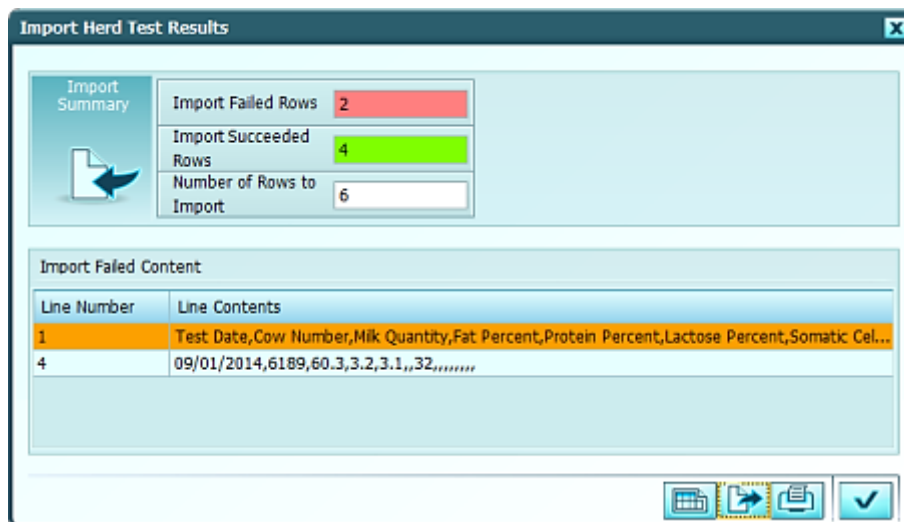 Import Herd Test Results
Import
Summary
Import Failed Rows
2
Import Succeeded
Rows
4
Number of Rows to
Import
6
Import Failed Content
Line Number
Line Contents
1
Test Date,Cow Number,Milk Quantity,Fat Percent,Protein Percent,Lactose Percent,Somatic Cel...
4
09/01/2014,6189,60.3,3.2,3.1,,32,,,,,,,,